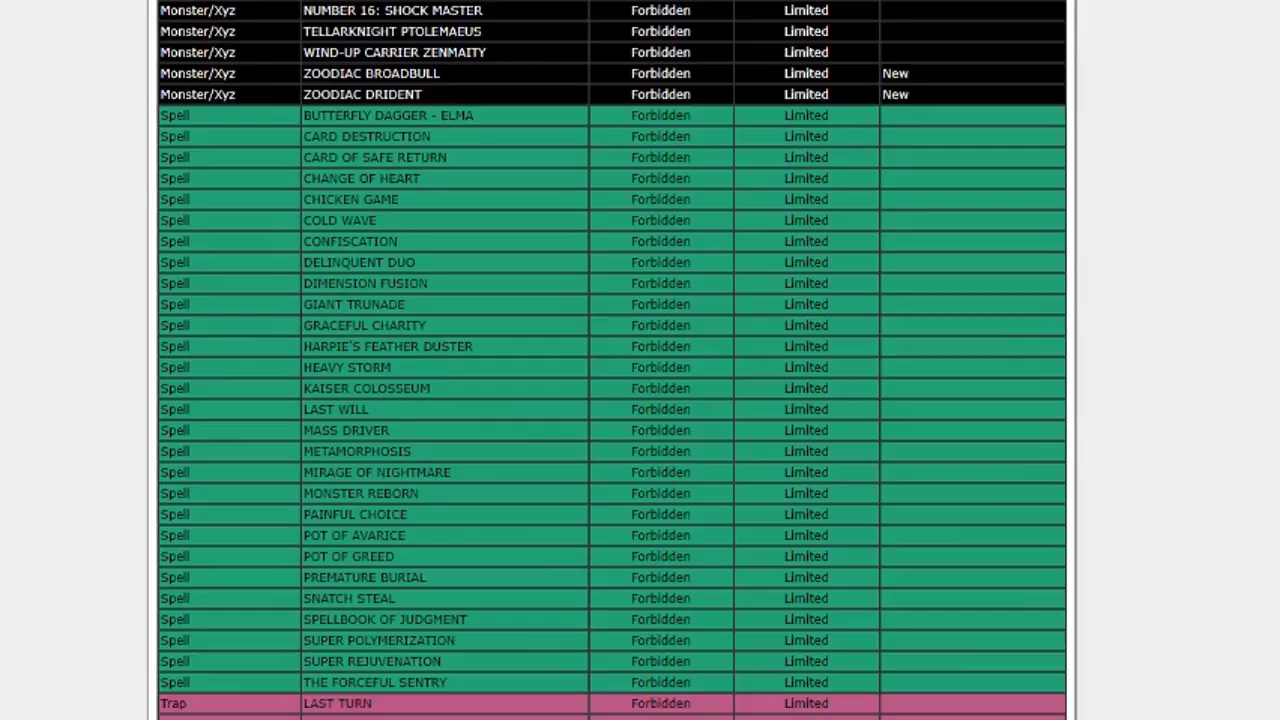 Monster/Xyz NUMBER 16: SHOCK MASTER Forbidden Limited
Monster/Xyz TELLARKNIGHT PTOLEMAEUS Forbidden Limited
Monster/Xyz WIND-UP CARRIER ZENMAITY Forbidden Limited
Monster/Xyz ZOODIAC BROADBULL Forbidden Limited New
Monster/Xyz ZOODIAC DRIDENT Forbidden Limited New
Spell BUTTERFLY DAGGER - ELMA Forbidden Limited
Spell CARD DESTRUCTION Forbidden Limited
Spell CARD OF SAFE RETURN Forbidden Limited
Spell CHANGE OF HEART Forbidden Limited
Spell CHICKEN GAME Forbidden Limited
Spell COLD WAVE Forbidden Limited
Spell CONFISCATION Forbidden Limited
Spell DELINQUENT DUO Forbidden Limited
Spell DIMENSION FUSION Forbidden Limited
Spell GIANT TRUNADE Forbidden Limited
Spell GRACEFUL CHARITY Forbidden Limited
Spell HARPIE'S FEATHER DUSTER Forbidden Limited
Spell HEAVY STORM Forbidden Limited
Spell KAISER COLOSSEUM Forbidden Limited
Spell LAST WILL Forbidden Limited
Spell MASS DRIVER Forbidden Limited
Spell METAMORPHOSIS Forbidden Limited
Spell MIRAGE OF NIGHTMARE Forbidden Limited
Spell MONSTER REBORN Forbidden Limited
Spell PAINFUL CHOICE Forbidden Limited
Spell POT OF AVARICE Forbidden Limited
Spell POT OF GREED Forbidden Limited
Spell PREMATURE BURIAL Forbidden Limited
Spell SNATCH STEAL Forbidden Limited
Spell SPELLBOOK OF JUDGMENT Forbidden Limited
Spell SUPER POLYMERIZATION Forbidden Limited
Spell SUPER REJUVENATION Forbidden Limited
Spell THE FORCEFUL SENTRY Forbidden Limited
Trap LAST TURN Forbidden Limited